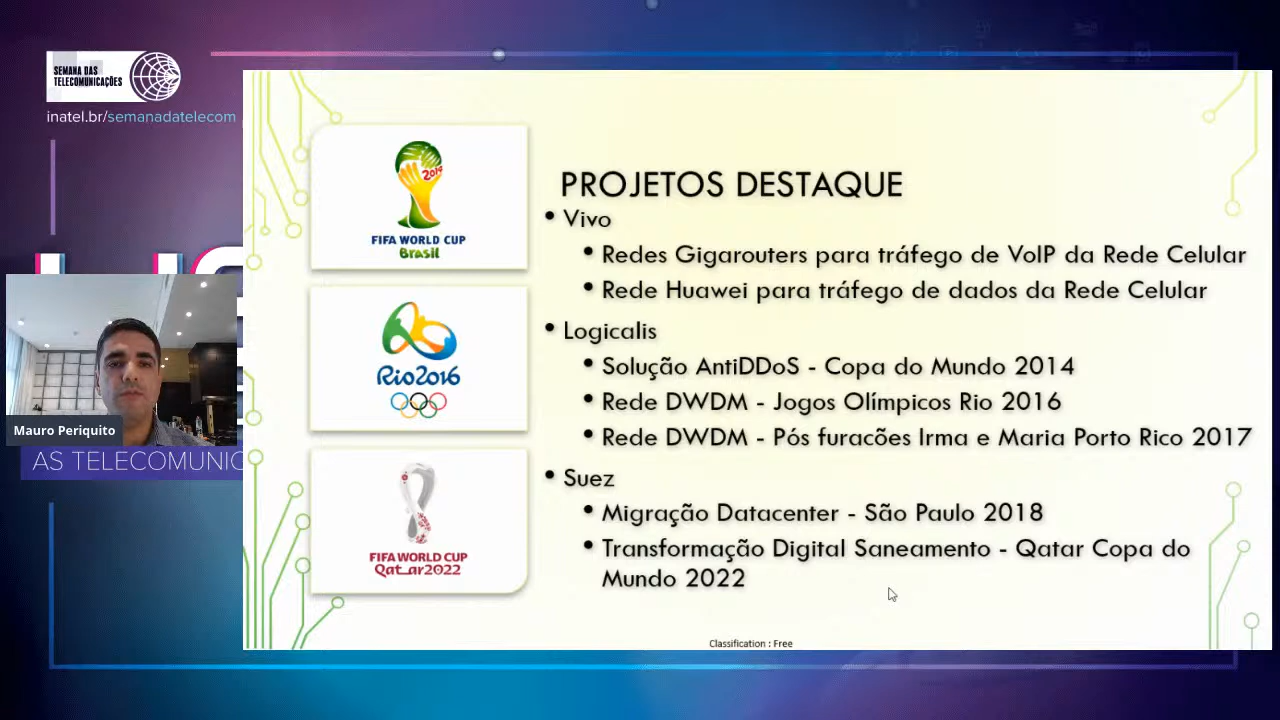 SEMANA DAS
TELECOMUNICAÇÕES
inatel.br/semanadatelecom
Mauro Periquito
AS TELECOMUNIC
2014
FIFA WORLD CUP
Brasil
Rio2016
FIFA WORLD CUP
Qatar2022
PROJETOS DESTAQUE
• Vivo
• Redes Gigarouters para tráfego de VoIP da Rede Celular
• Rede Huawei para tráfego de dados da Rede Celular
• Logicalis
• Solução AntiDDoS - Copa do Mundo 2014
• Rede DWDM - Jogos Olímpicos Rio 2016
• Rede DWDM - Pós furacões Irma e Maria Porto Rico 2017
• Suez
• Migração Datacenter - São Paulo 2018
• Transformação Digital Saneamento - Qatar Copa do
Mundo 2022
Classification : Free